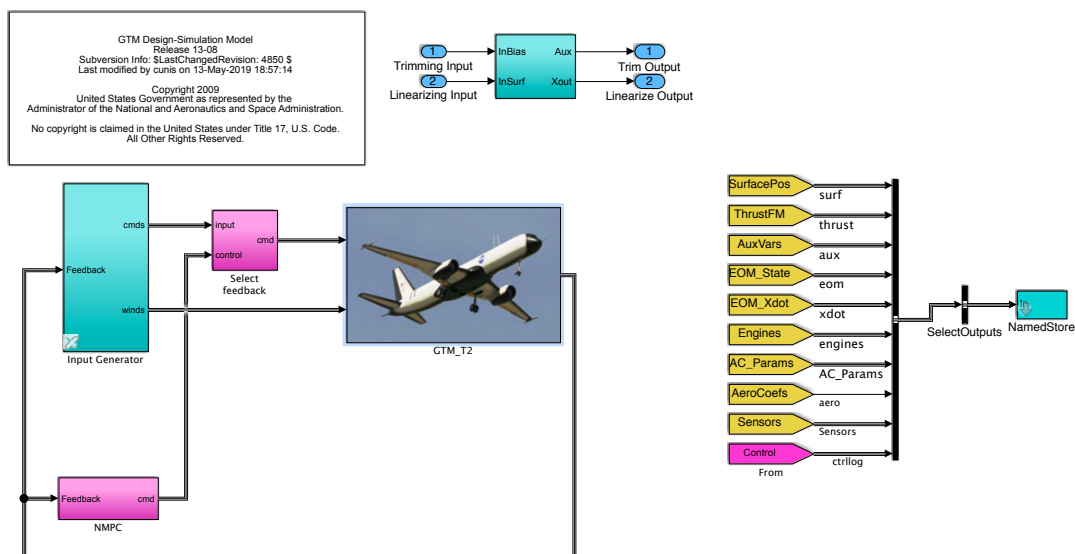 GTM Design-Simulation Model
Release 13-08
Subversion Info: $LastChangedRevision: 4850 $
Last modified by cunis on 13-May-2019 18:57:14
Copyright 2009
United States Government as represented by the
Administrator of the National and Aeronautics and Space Administration.
No copyright is claimed in the United States under Title 17, U.S. Code.
All Other Rights Reserved.
1
Trimming Input
2
Linearizing Input
InBias
Aux
InSurf
Xout
1
Trim Output
2
Linearize Output
cmds
Feedback
winds
Input Generator
input
cmd
control
Select
feedback
GTM_T2
Feedback
cmd
NMPC
SurfacePos
surf
ThrustFM
thrust
AuxVars
aux
EOM_State
eom
EOM_Xdot
xdot
Engines
engines
AC_Params
AC_Params
AeroCoefs
aero
Sensors
Sensors
Control
ctrllog
From
SelectOutputs
NamedStore